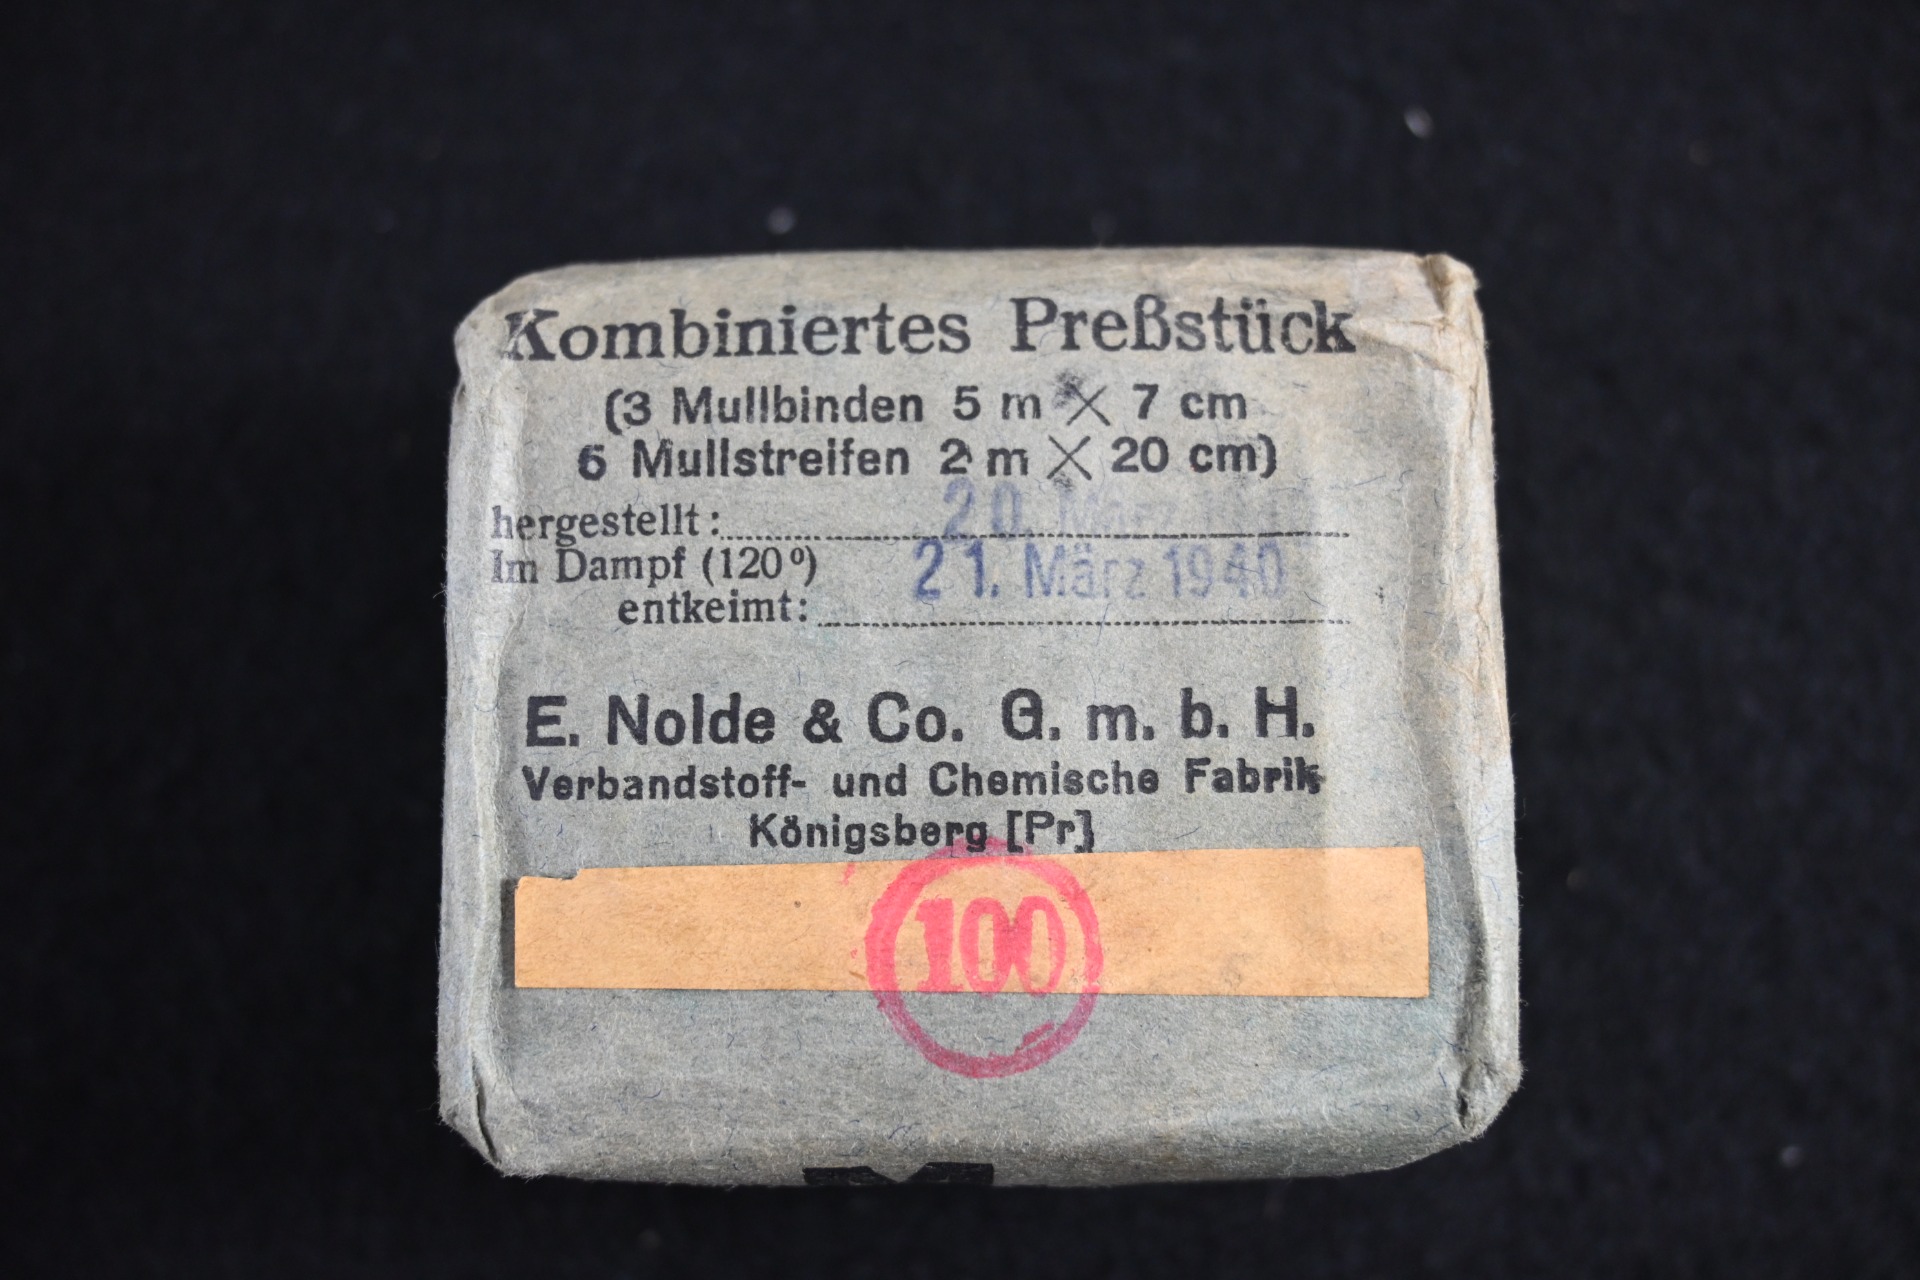 Kombiniertes Preßstück
(3 Mullbinden 5 m × 7 cm
6 Mullstreifen 2 m × 20 cm)
hergestellt: 20. März
Im Dampf (120⁰) 21. März 1940
entkeimt:
E. Nolde & Co. G. m. b. H.
Verbandstoff- und Chemische Fabrik
Königsberg [Pr]
100